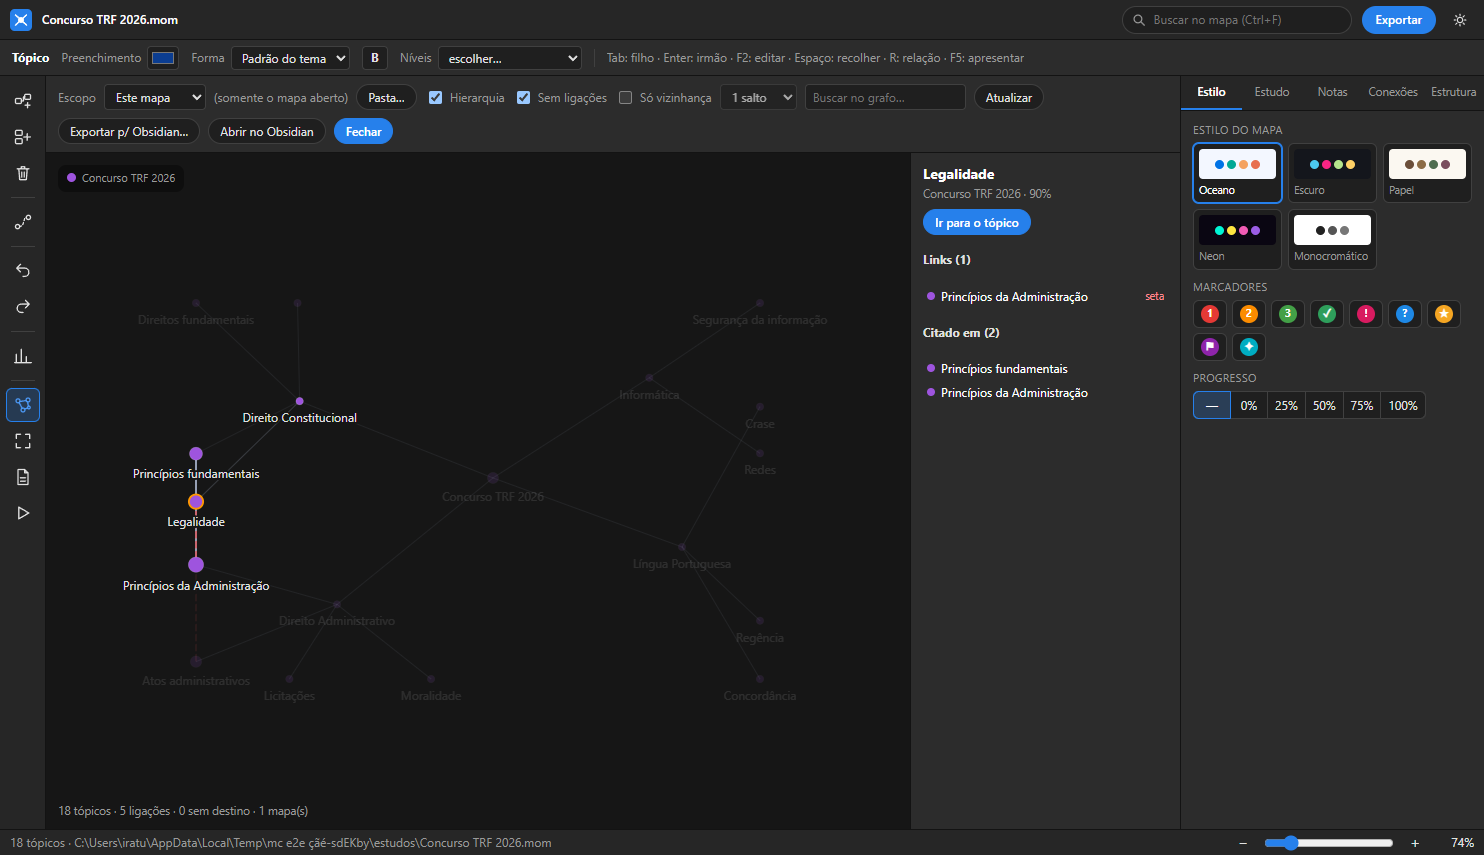 Concurso TRF 2026.mom
Buscar no mapa (Ctrl+F)
Exportar
Tópico
Preenchimento
Forma
Padrão do tema
B
Níveis
escolher...
Tab: filho · Enter: irmão · F2: editar · Espaço: recolher · R: relação · F5: apresentar
Escopo
Este mapa
(somente o mapa aberto)
Pasta...
Hierarquia
Sem ligações
Só vizinhança
1 salto
Buscar no grafo...
Atualizar
Exportar p/ Obsidian...
Abrir no Obsidian
Fechar
Concurso TRF 2026
Direitos fundamentais
Segurança da informação
Informática
Direito Constitucional
Crase
Princípios fundamentais
Redes
Concurso TRF 2026
Legalidade
Língua Portuguesa
Princípios da Administração
Direito Administrativo
Regência
Atos administrativos
Licitações
Moralidade
Concordância
18 tópicos · 5 ligações · 0 sem destino · 1 mapa(s)
Legalidade
Concurso TRF 2026 · 90%
Ir para o tópico
Links (1)
Princípios da Administração
seta
Citado em (2)
Princípios fundamentais
Princípios da Administração
Estilo
Estudo
Notas
Conexões
Estrutura
ESTILO DO MAPA
Oceano
Escuro
Papel
Neon
Monocromático
MARCADORES
1
2
3
!
?
PROGRESSO
—
0%
25%
50%
75%
100%
18 tópicos · C:\Users\iratu\AppData\Local\Temp\mc e2e çãé-sdEKby\estudos\Concurso TRF 2026.mom
74%